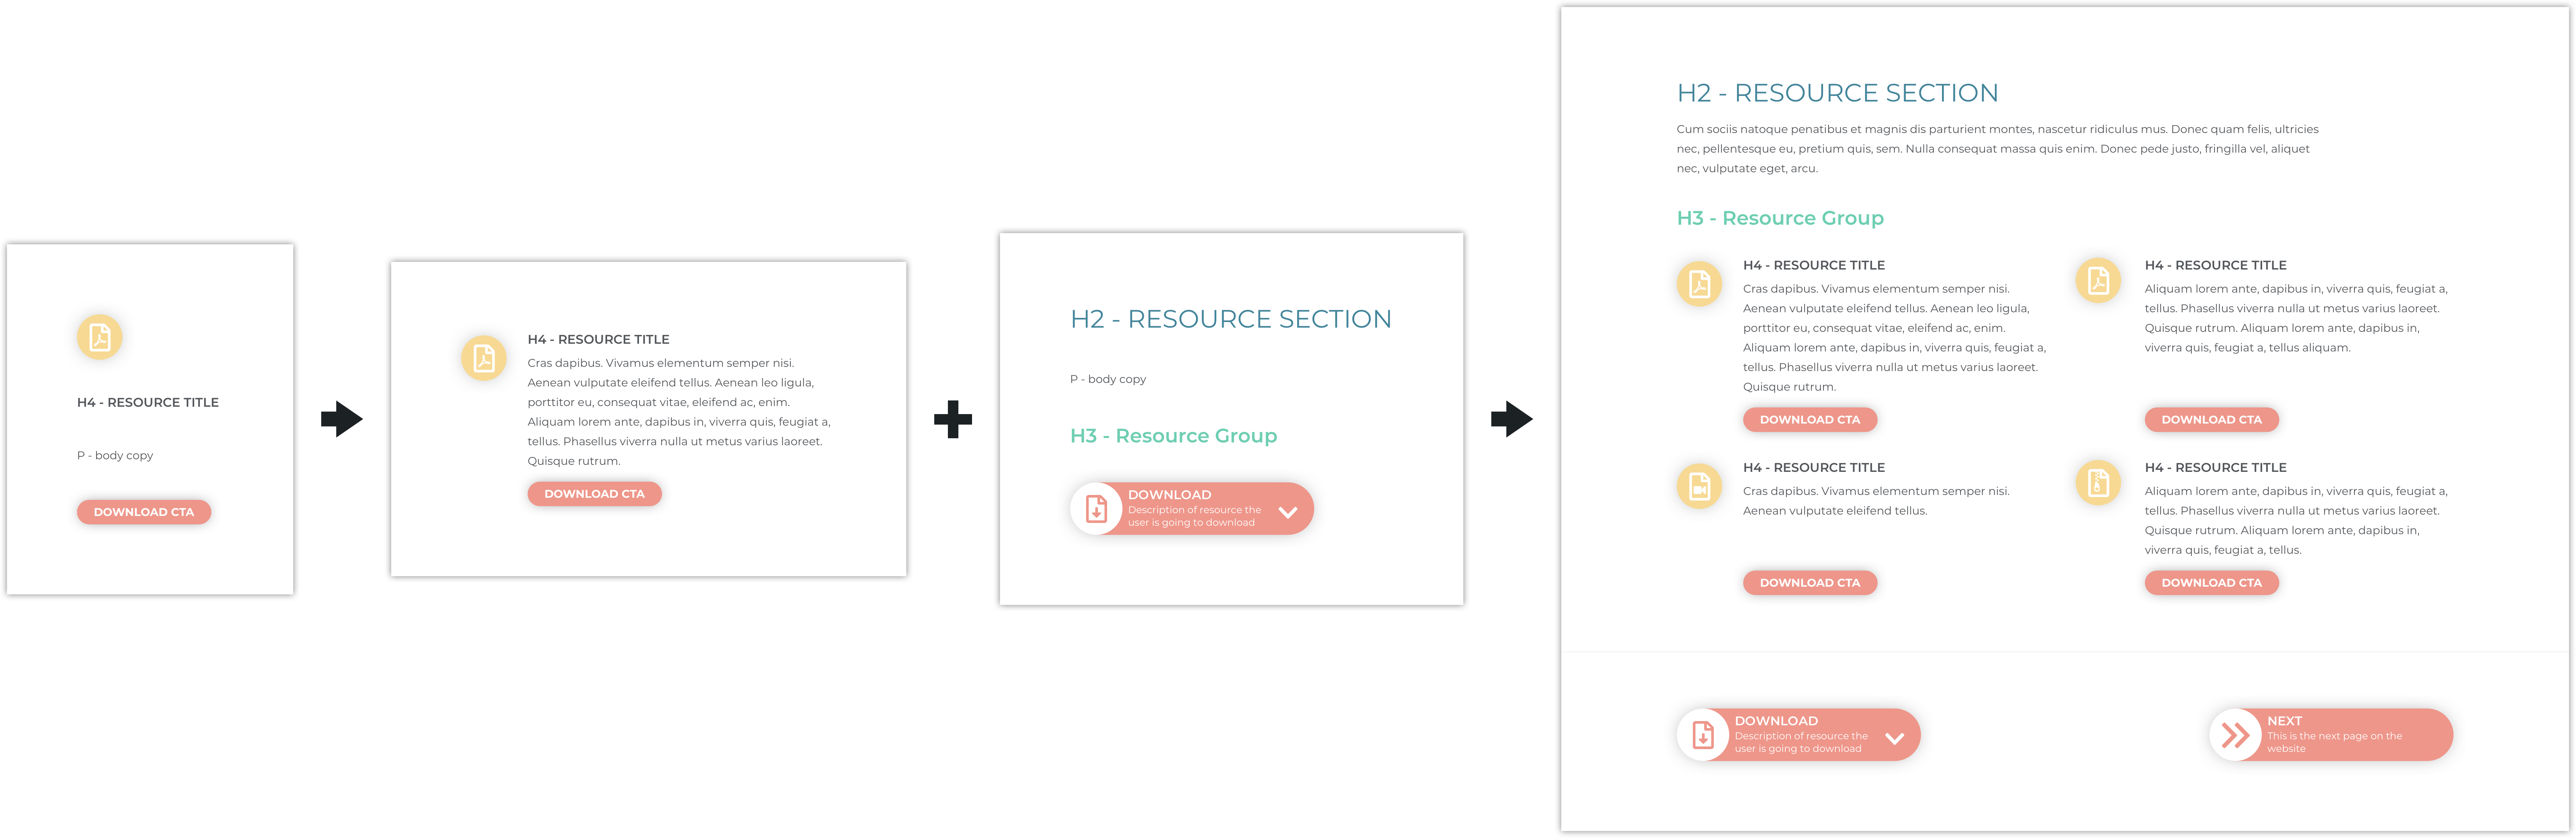 H4 - RESOURCE TITLE
P - body copy
DOWNLOAD CTA
H4 - RESOURCE TITLE
Cras dapibus. Vivamus elementum semper nisi.
Aenean vulputate eleifend tellus. Aenean leo ligula,
porttitor eu, consequat vitae, eleifend ac, enim.
Aliquam lorem ante, dapibus in, viverra quis, feugiat a,
tellus. Phasellus viverra nulla ut metus varius laoreet.
Quisque rutrum.
DOWNLOAD CTA
H2 - RESOURCE SECTION
P - body copy
H3 - Resource Group
DOWNLOAD
Description of resource the
user is going to download
H2 - RESOURCE SECTION
Cum sociis natoque penatibus et magnis dis parturient montes, nascetur ridiculus mus. Donec quam felis, ultricies
nec, pellentesque eu, pretium quis, sem. Nulla consequat massa quis enim. Donec pede justo, fringilla vel, aliquet
nec, vulputate eget, arcu.
H3 - Resource Group
H4 - RESOURCE TITLE
Cras dapibus. Vivamus elementum semper nisi.
Aenean vulputate eleifend tellus. Aenean leo ligula,
porttitor eu, consequat vitae, eleifend ac, enim.
Aliquam lorem ante, dapibus in, viverra quis, feugiat a,
tellus. Phasellus viverra nulla ut metus varius laoreet.
Quisque rutrum.
DOWNLOAD CTA
H4 - RESOURCE TITLE
Aliquam lorem ante, dapibus in, viverra quis, feugiat a,
tellus. Phasellus viverra nulla ut metus varius laoreet.
Quisque rutrum. Aliquam lorem ante, dapibus in,
viverra quis, feugiat a, tellus aliquam.
DOWNLOAD CTA
H4 - RESOURCE TITLE
Cras dapibus. Vivamus elementum semper nisi.
Aenean vulputate eleifend tellus.
DOWNLOAD CTA
H4 - RESOURCE TITLE
Aliquam lorem ante, dapibus in, viverra quis, feugiat a,
tellus. Phasellus viverra nulla ut metus varius laoreet.
Quisque rutrum. Aliquam lorem ante, dapibus in,
viverra quis, feugiat a, tellus.
DOWNLOAD CTA
DOWNLOAD
Description of resource the
user is going to download
NEXT
This is the next page on the
website